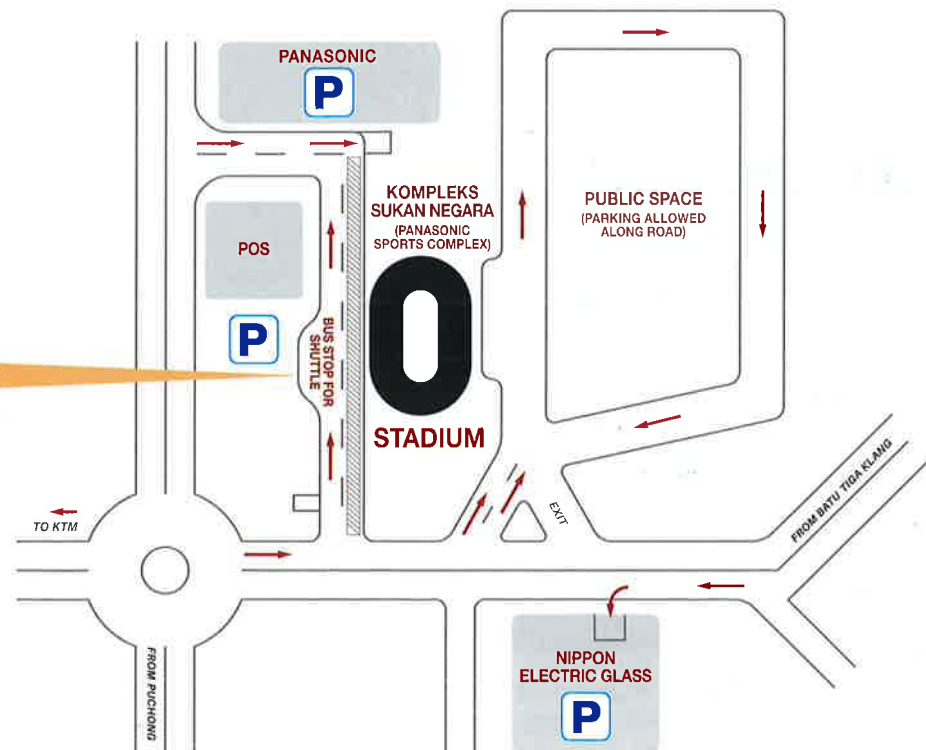 PANASONIC
P
KOMPLEKS
SUKAN NEGARA
(PANASONIC
SPORTS COMPLEX)
PUBLIC SPACE
(PARKING ALLOWED
ALONG ROAD)
POS
P
BUS STOP FOR
SHUTTLE
STADIUM
FROM BATU TIGA KLANG
EXIT
TO KTM
FROM PUCHONG
NIPPON
ELECTRIC GLASS
P